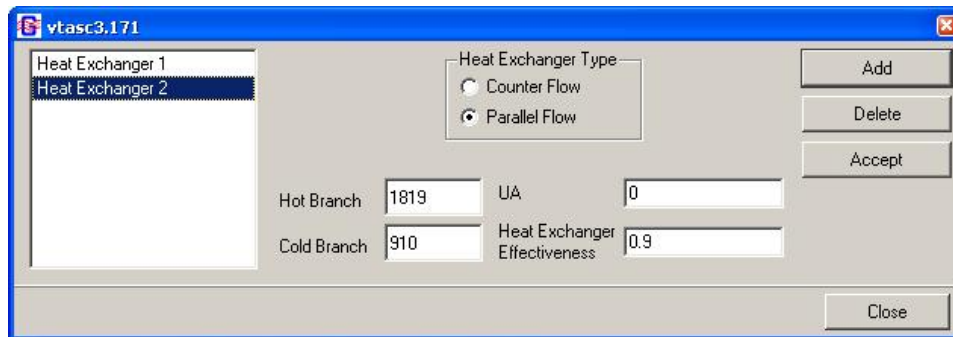 vtasc3.171
Heat Exchanger 1
Heat Exchanger 2
Heat Exchanger Type
Counter Flow
Parallel Flow
Add
Delete
Accept
Hot Branch 1819 UA 0
Cold Branch 910 Heat Exchanger
Effectiveness 0.9
Close